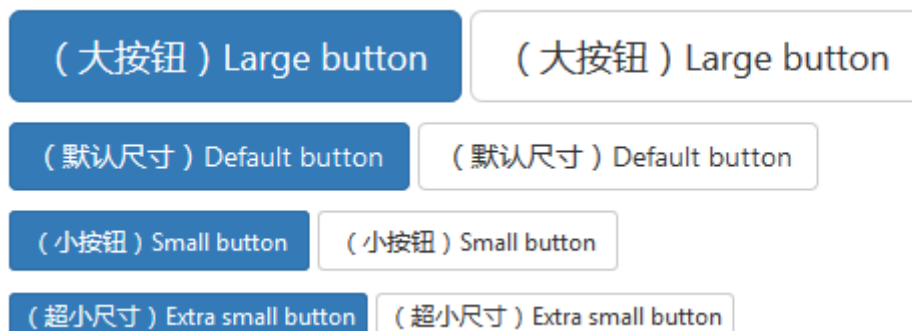 （大按钮）Large button （大按钮）Large button
（默认尺寸）Default button （默认尺寸）Default button
（小按钮）Small button （小按钮）Small button
（超小尺寸）Extra small button （超小尺寸）Extra small button